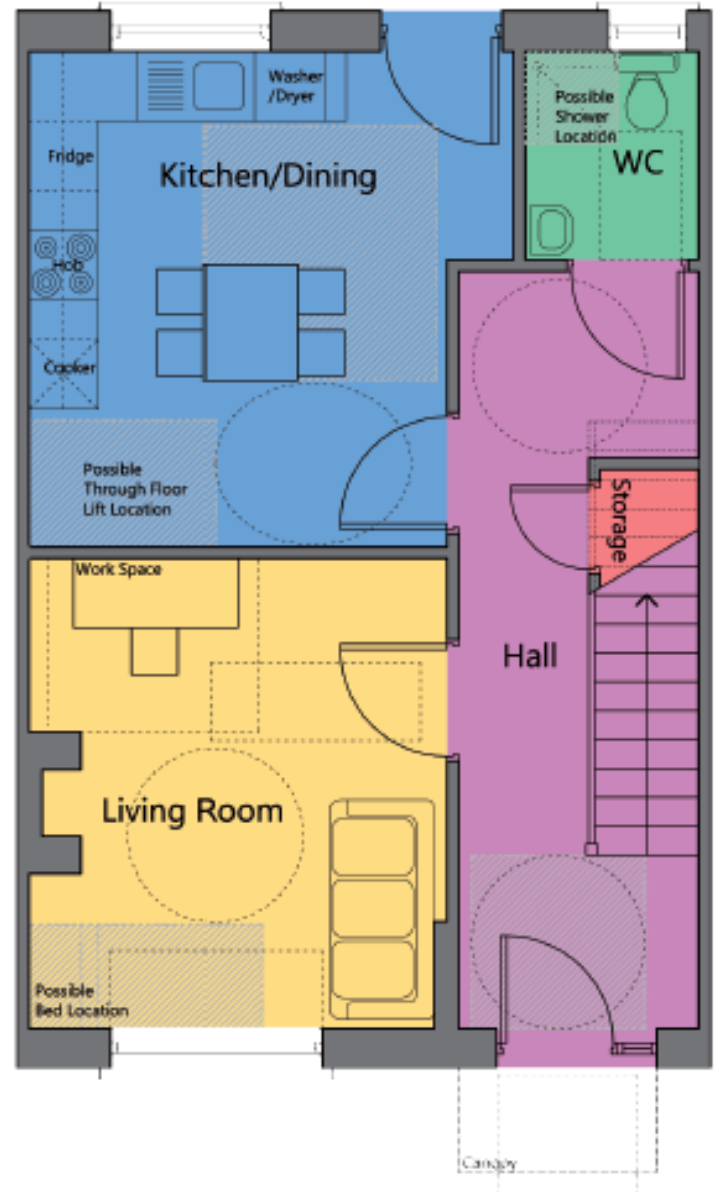 Washer
/Dryer
Possible
Shower
Location
Fridge
Kitchen/Dining
WC
Hob
Cooker
Possible
Through Floor
Lift Location
Storage
Work Space
Hall
Living Room
Possible
Bed Location
Canopy